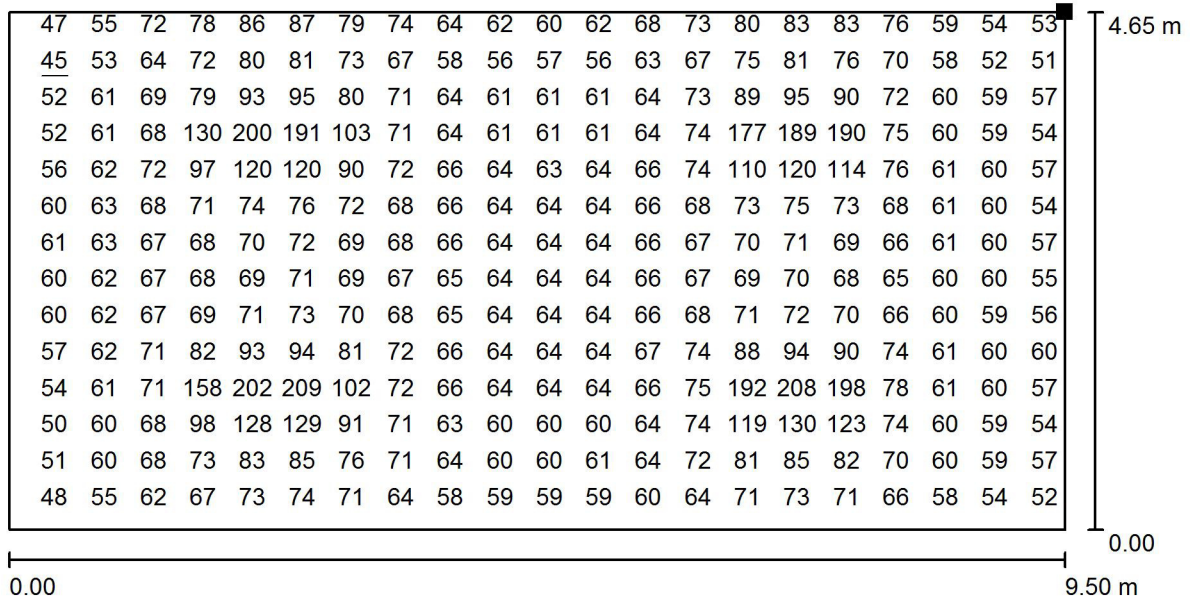 47 55 72 78 86 87 79 74 64 62 60 62 68 73 80 83 83 76 59 54 53
4.65 m
45 53 64 72 80 81 73 67 58 56 57 56 63 67 75 81 76 70 58 52 51
52 61 69 79 93 95 80 71 64 61 61 61 64 73 89 95 90 72 60 59 57
52 61 68 130 200 191 103 71 64 61 61 61 64 74 177 189 190 75 60 59 54
56 62 72 97 120 120 90 72 66 64 63 64 66 74 110 120 114 76 61 60 57
60 63 68 71 74 76 72 68 66 64 64 64 66 68 73 75 73 68 61 60 54
61 63 67 68 70 72 69 68 66 64 64 64 66 67 70 71 69 66 61 60 57
60 62 67 68 69 71 69 67 65 64 64 64 66 67 69 70 68 65 60 60 55
60 62 67 69 71 73 70 68 65 64 64 64 66 68 71 72 70 66 60 59 56
57 62 71 82 93 94 81 72 66 64 64 64 67 74 88 94 90 74 61 60 60
54 61 71 158 202 209 102 72 66 64 64 64 66 75 192 208 198 78 61 60 57
50 60 68 98 128 129 91 71 63 60 60 60 64 74 119 130 123 74 60 59 54
51 60 68 73 83 85 76 71 64 60 60 61 64 72 81 85 82 70 60 59 57
48 55 62 67 73 74 71 64 58 59 59 59 60 64 71 73 71 66 58 54 52
0.00
0.00
9.50 m